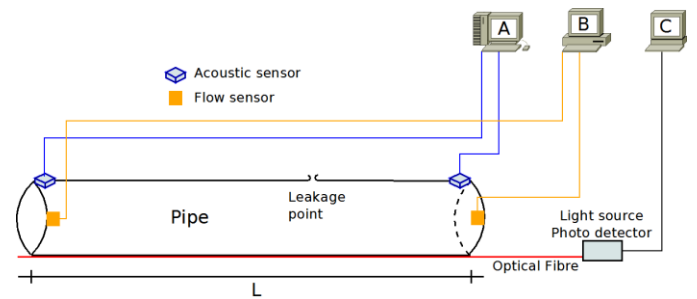 A
B
C
Acoustic sensor
Flow sensor
Leakage
point
Pipe
Light source
Photo detector
Optical Fibre
L